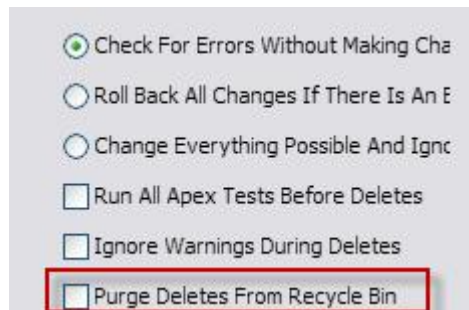 Check For Errors Without Making Cha
Roll Back All Changes If There Is An E
Change Everything Possible And Igno
Run All Apex Tests Before Deletes
Ignore Warnings During Deletes
Purge Deletes From Recycle Bin